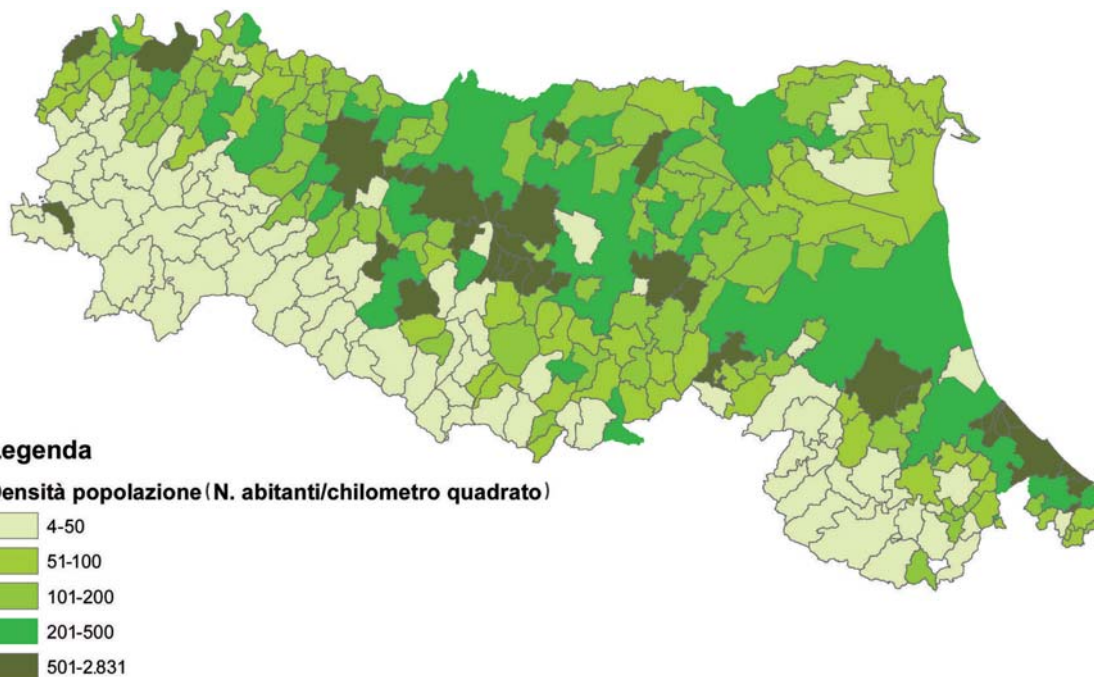 egenda
ensità popolazione (N. abitanti/chilometro quadrato)
4-50
51-100
101-200
201-500
501-2.831